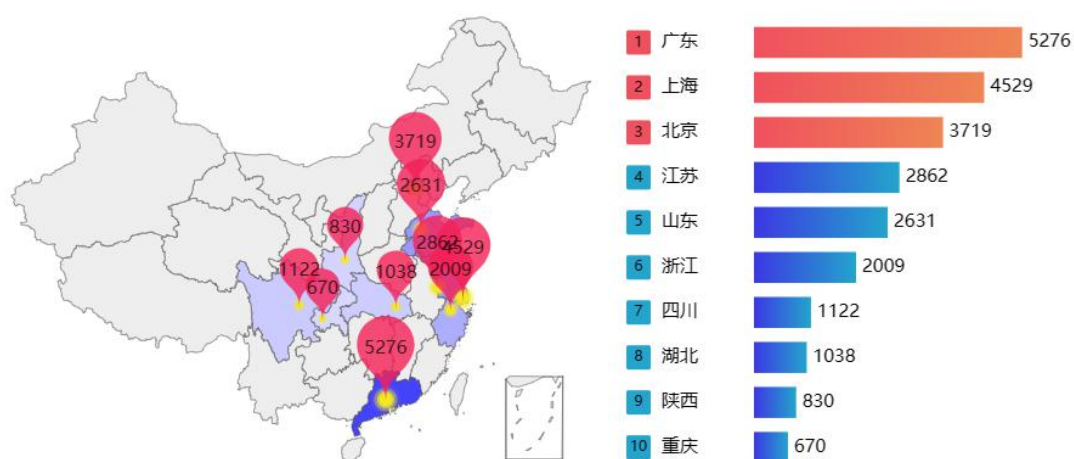 3719
2631
830
2862
4529
1122
1038
2009
670
5276
1 广东 5276
2 上海 4529
3 北京 3719
4 江苏 2862
5 山东 2631
6 浙江 2009
7 四川 1122
8 湖北 1038
9 陕西 830
10 重庆 670